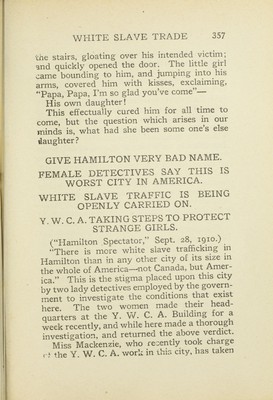 WHITE SLAVE TRADE 357
the stairs, gloating over his intended victim;
and quickly opened the door. The little girl
came bounding to him, and jumping into his
arms, covered him with kisses, exclaiming,
"Papa, Papa, I'm so glad you've come"—
His own daughter!
This effectually cured him for all time to
come, but the question which arises in our
minds is, what had she been some one's else
daughter?
GIVE HAMILTON VERY BAD NAME.
FEMALE DETECTIVES SAY THIS IS
WORST CITY IN AMERICA.
WHITE SLAVE TRAFFIC IS BEING
OPENLY CARRIED ON.
Y. W. C. A. TAKING STEPS TO PROTECT
STRANGE GIRLS.
("Hamilton Spectator," Sept. 28, 1910.)
"There is more white slave trafficking in
Hamilton than in any other city of its size in
the whole of America—not Canada, but Amer-
ica." This is the stigma placed upon this city
by two lady detectives employed by the govern-
ment to investigate the conditions that exist
here. The two women made their head-
quarters at the Y. W. C. A. Building for a
week recently, and while here made a thorough
investigation, and returned the above verdict.
Miss Mackenzie, who recently took charge
of the Y. W. C. A. work in this city, has taken